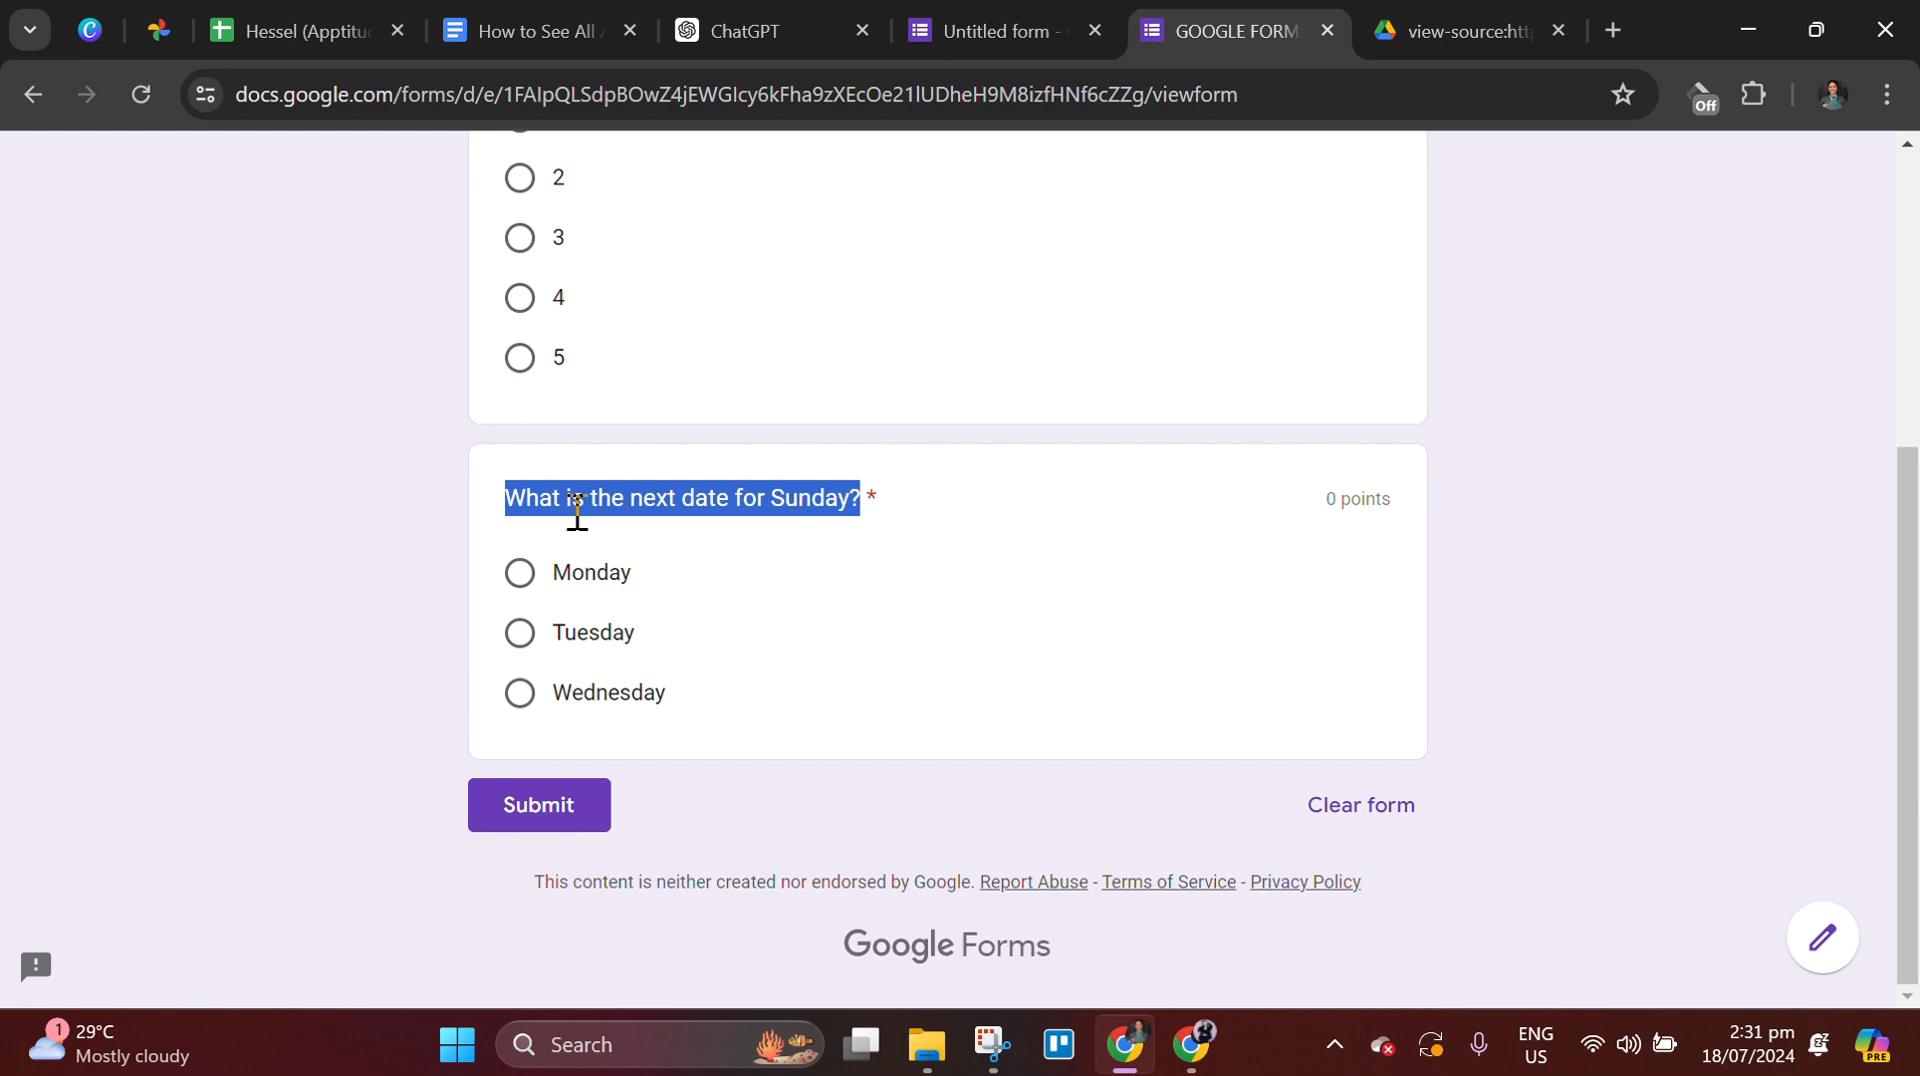 Hessel (Apptitu
How to See All
ChatGPT
Untitled form -
GOOGLE FORM
view-source:htt
docs.google.com/forms/d/e/1FAIpQLSdpBOwZ4jEWGIcy6kFha9zXEcOe21lUDheH9M8izfHNf6cZZg/viewform
Off
2
3
4
5
What is the next date for Sunday? *
0 points
Monday
Tuesday
Wednesday
Submit
Clear form
This content is neither created nor endorsed by Google. Report Abuse - Terms of Service - Privacy Policy
Google Forms
1
29°C
Mostly cloudy
Search
ENG
US
2:31 pm
18/07/2024
PRE